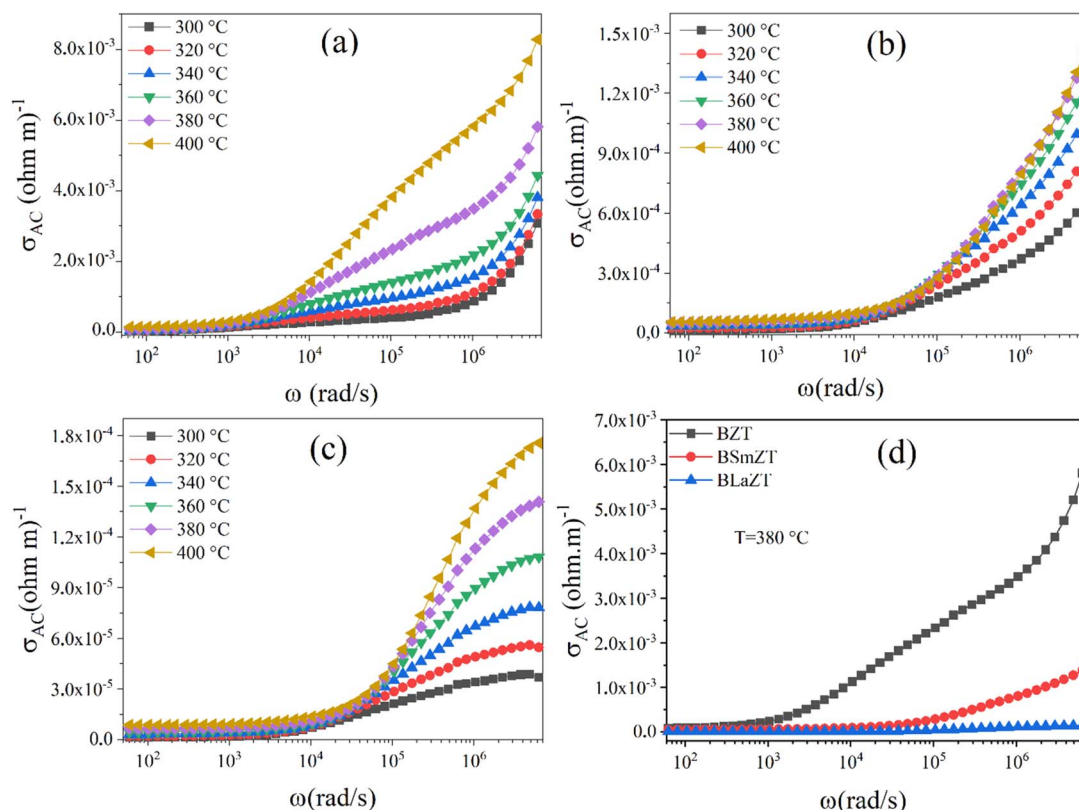 (a)
300 °C
320 °C
340 °C
360 °C
380 °C
400 °C
8.0x10⁻³
6.0x10⁻³
4.0x10⁻³
2.0x10⁻³
0.0
σAC (ohm m)⁻¹
10² 10³ 10⁴ 10⁵ 10⁶
ω (rad/s)
(b)
300 °C
320 °C
340 °C
360 °C
380 °C
400 °C
1.5x10⁻³
1.2x10⁻³
9.0x10⁻⁴
6.0x10⁻⁴
3.0x10⁻⁴
0.0
σAC (ohm.m)⁻¹
10² 10³ 10⁴ 10⁵ 10⁶
ω(rad/s)
(c)
300 °C
320 °C
340 °C
360 °C
380 °C
400 °C
1.8x10⁻⁴
1.5x10⁻⁴
1.2x10⁻⁴
9.0x10⁻⁵
6.0x10⁻⁵
3.0x10⁻⁵
0.0
σAC(ohm m)⁻¹
10² 10³ 10⁴ 10⁵ 10⁶
ω(rad/s)
(d)
BZT
BSmZT
BLaZT
T=380 °C
7.0x10⁻³
6.0x10⁻³
5.0x10⁻³
4.0x10⁻³
3.0x10⁻³
2.0x10⁻³
1.0x10⁻³
0.0
σAC (ohm.m)⁻¹
10² 10³ 10⁴ 10⁵ 10⁶
ω(rad/s)